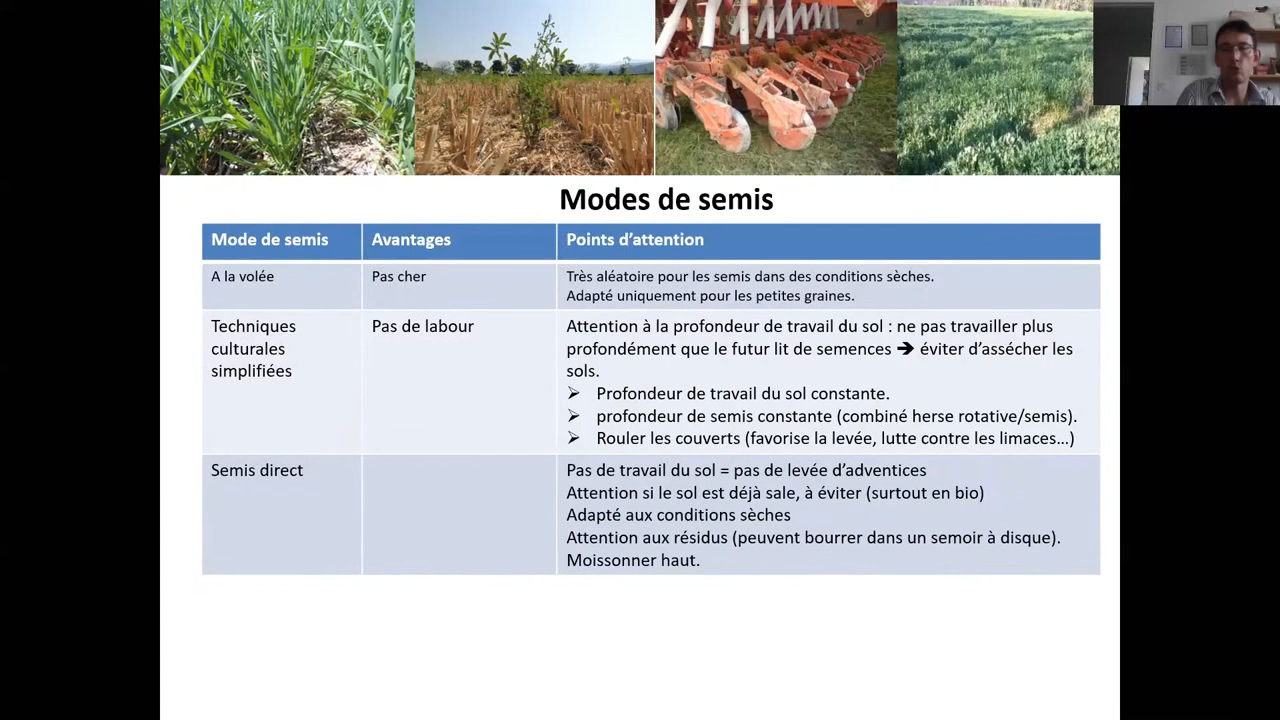 Modes de semis
Mode de semis
Avantages
Points d’attention
A la volée
Pas cher
Très aléatoire pour les semis dans des conditions sèches.
Adapté uniquement pour les petites graines.
Techniques
culturales
simplifiées
Pas de labour
Attention à la profondeur de travail du sol : ne pas travailler plus
profondément que le futur lit de semences ➔ éviter d’assécher les
sols.
➢ Profondeur de travail du sol constante.
➢ profondeur de semis constante (combiné herse rotative/semis).
➢ Rouler les couverts (favorise la levée, lutte contre les limaces…)
Semis direct
Pas de travail du sol = pas de levée d’adventices
Attention si le sol est déjà sale, à éviter (surtout en bio)
Adapté aux conditions sèches
Attention aux résidus (peuvent bourrer dans un semoir à disque).
Moissonner haut.